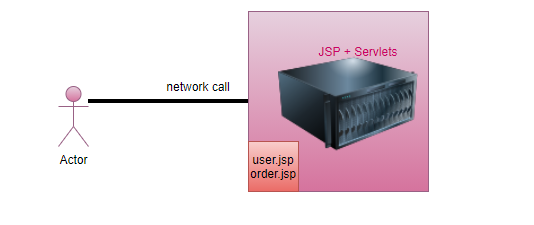 JSP + Servlets
network call
Actor
user.jsp
order.jsp